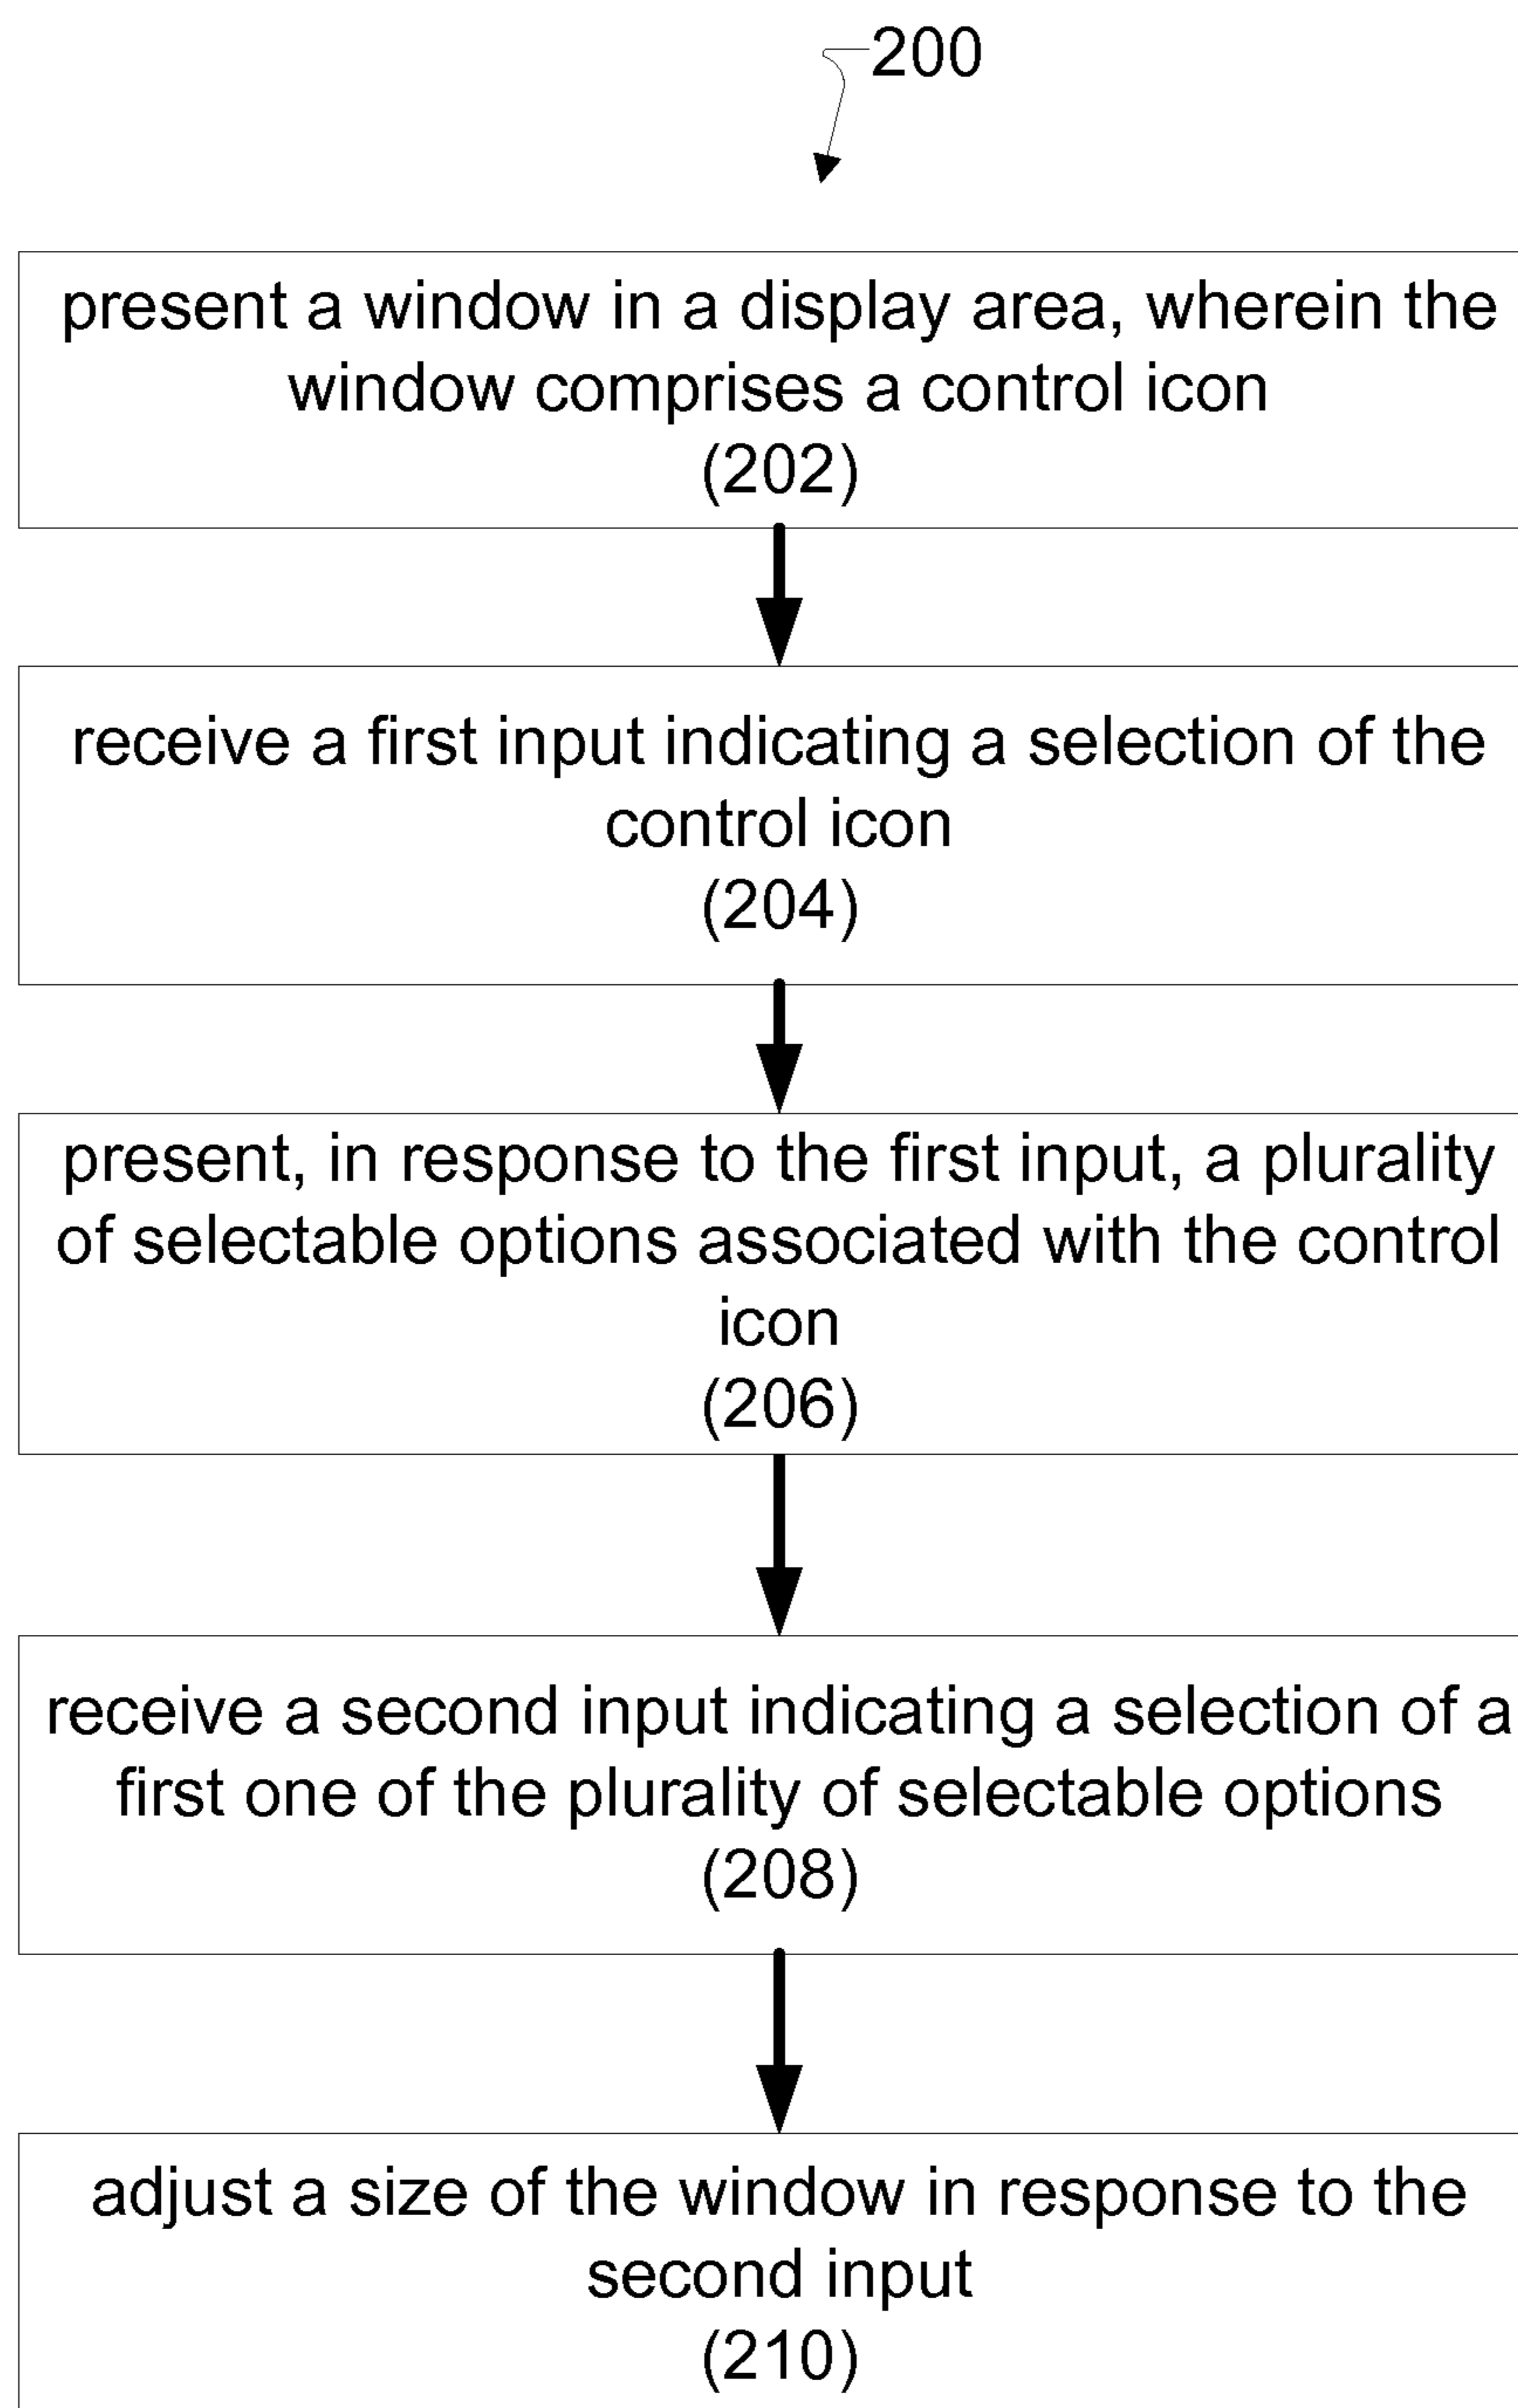 200
present a window in a display area, wherein the
window comprises a control icon
(202)
receive a first input indicating a selection of the
control icon
(204)
present, in response to the first input, a plurality
of selectable options associated with the control
icon
(206)
receive a second input indicating a selection of a
first one of the plurality of selectable options
(208)
adjust a size of the window in response to the
second input
(210)